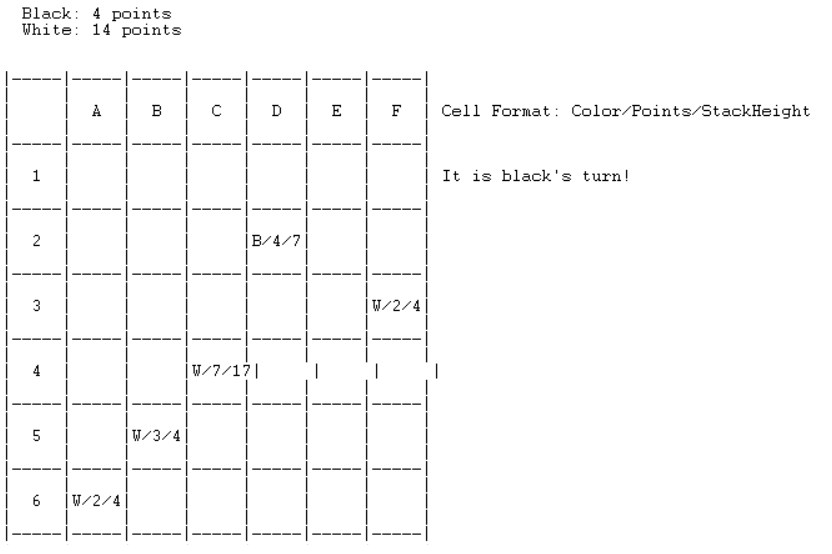 Black: 4 points
White: 14 points
A B C D E F Cell Format: Color/Points/StackHeight
1 It is black's turn!
2 B/4/7
3 W/2/4
4 W/7/17
5 W/3/4
6 W/2/4